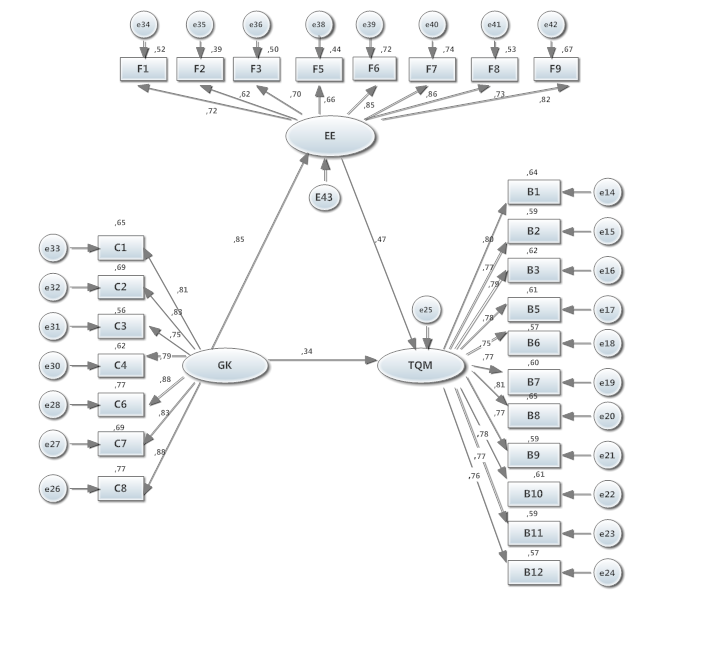 e34 e35 e36 e38 e39 e40 e41 e42
,52 ,39 ,50 ,44 ,72 ,74 ,53 ,67
F1 F2 F3 F5 F6 F7 F8 F9
,72 ,62 ,70 ,66 ,85 ,86 ,73 ,82
EE
E43
,64
B1 e14
,59
B2 e15
,62
B3 e16
,61
B5 e17
,57
B6 e18
,60
B7 e19
,65
B8 e20
,59
B9 e21
,61
B10 e22
,59
B11 e23
,57
B12 e24
,80
,77
,79
,78
,75
,77
,81
,77
,78
,77
,76
,85
,47
e25
,34
GK
TQM
,65
e33 C1
,69
e32 C2
,56
e31 C3
,62
e30 C4
,77
e28 C6
,69
e27 C7
,77
e26 C8
,81
,83
,75
,79
,88
,83
,88